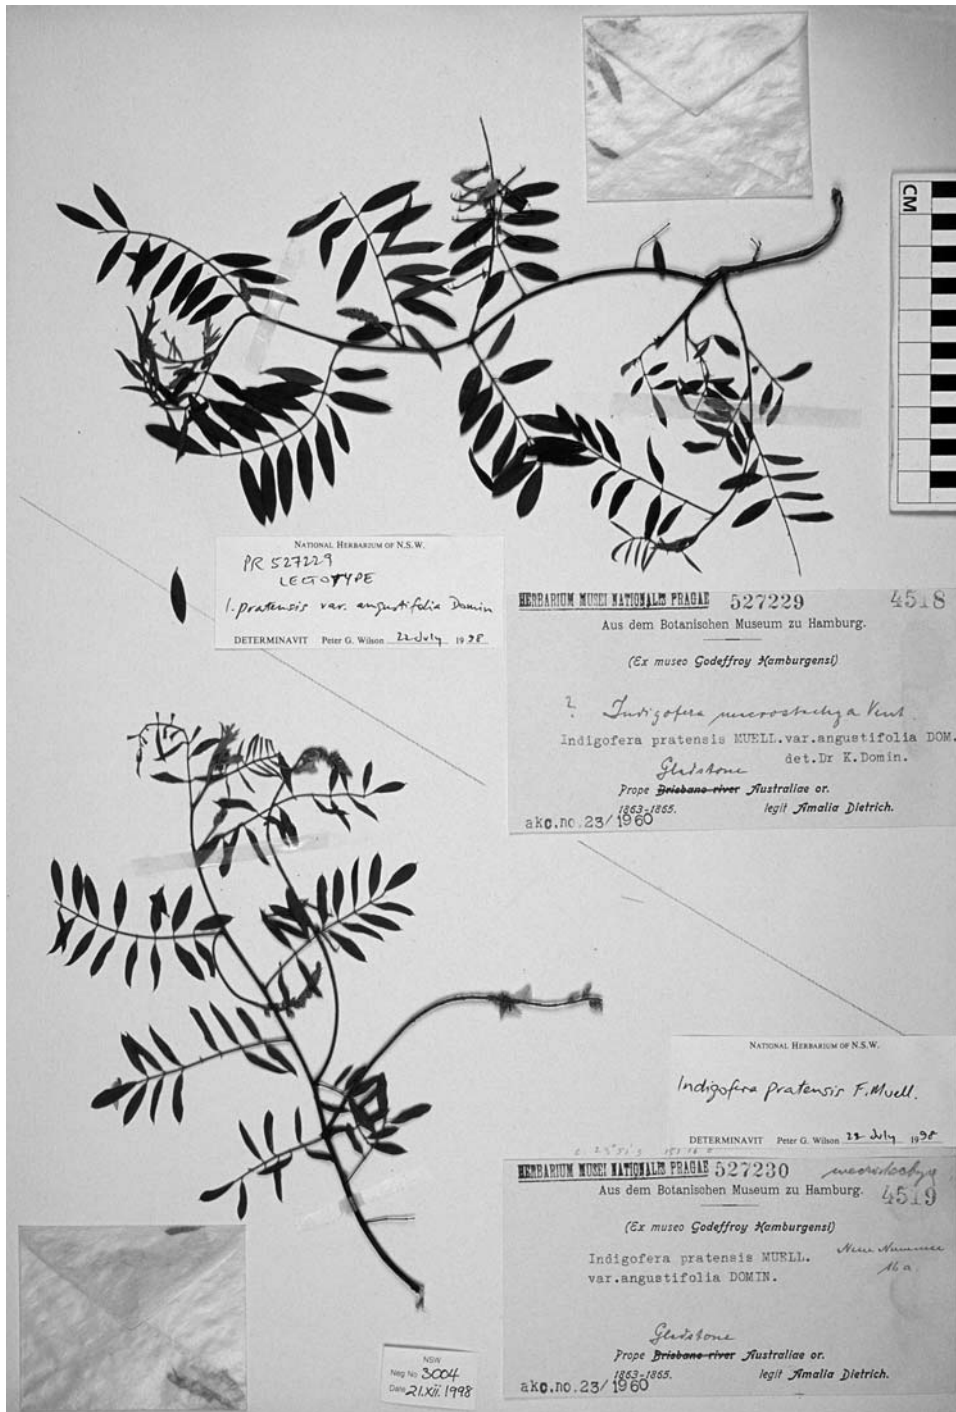 CM
NATIONAL HERBARIUM OF N.S.W.
PR 527229
LECTOTYPE
I. pratensis var. angustifolia Domin
DETERMINAVIT Peter G. Wilson 22 July 1998
HERBARIUM MUSEI NATIONALIS PRAGAE 527229 4518
Aus dem Botanischen Museum zu Hamburg.
(Ex museo Godeffroy Hamburgensi)
? Indigofera Vent.
Indigofera pratensis MUELL.var.angustifolia DOM.
det.Dr K.Domin.
Gladstone
Prope Brisbane river Australiae or.
1863-1865. legit Amalia Dietrich.
akc.no.23/1960
NATIONAL HERBARIUM OF N.S.W.
Indigofera pratensis F.Muell.
DETERMINAVIT Peter G. Wilson 22 July 1998
HERBARIUM MUSEI NATIONALIS PRAGAE 527230
Aus dem Botanischen Museum zu Hamburg. 4519
(Ex museo Godeffroy Hamburgensi)
Indigofera pratensis MUELL. Neue Nummer
var.angustifolia DOMIN. 16a.
Gladstone
Prope Brisbane river Australiae or.
1863-1865. legit Amalia Dietrich.
akc.no.23/1960
NSW
Neg No 3004
Date 21.XII.1998